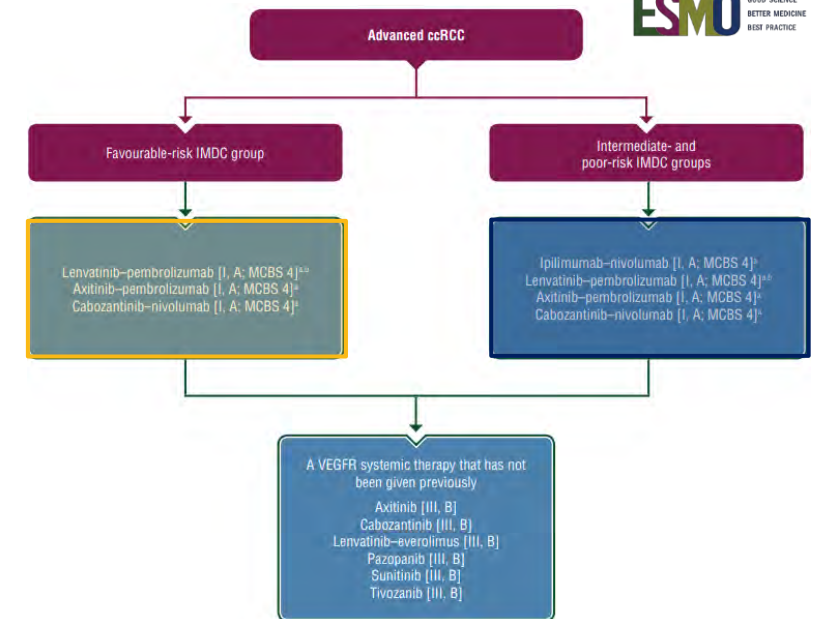 GOOD SCIENCE
ESMO
BETTER MEDICINE
BEST PRACTICE
Advanced ccRCC
Favourable-risk IMDC group
Intermediate- and
poor-risk IMDC groups
Lenvatinib–pembrolizumab [I, A; MCBS 4]a,b
Axitinib–pembrolizumab [I, A; MCBS 4]a
Cabozantinib–nivolumab [I, A; MCBS 4]a
Ipilimumab–nivolumab [I, A; MCBS 4]a
Lenvatinib–pembrolizumab [I, A; MCBS 4]a,b
Axitinib–pembrolizumab [I, A; MCBS 4]a
Cabozantinib–nivolumab [I, A; MCBS 4]a
A VEGFR systemic therapy that has not
been given previously
Axitinib [III, B]
Cabozantinib [III, B]
Lenvatinib–everolimus [III, B]
Pazopanib [III, B]
Sunitinib [III, B]
Tivozanib [III, B]